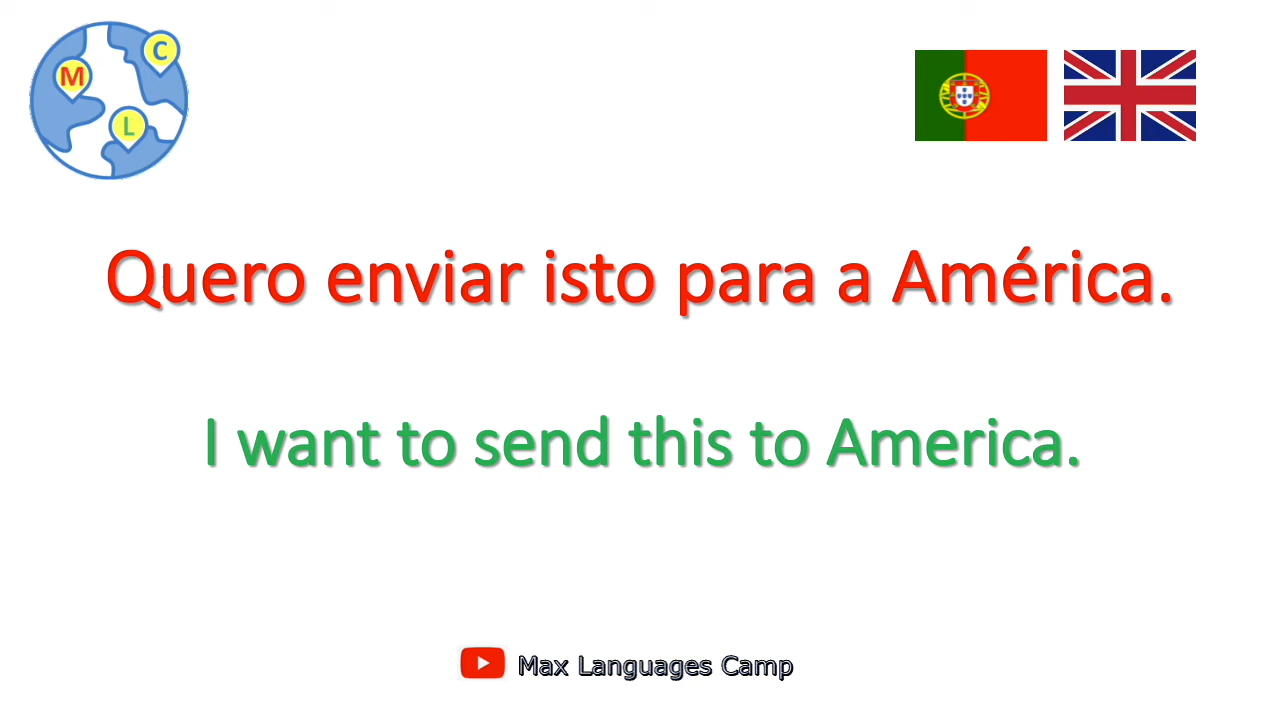 M
C
L
Quero enviar isto para a América.
I want to send this to America.
Max Languages Camp